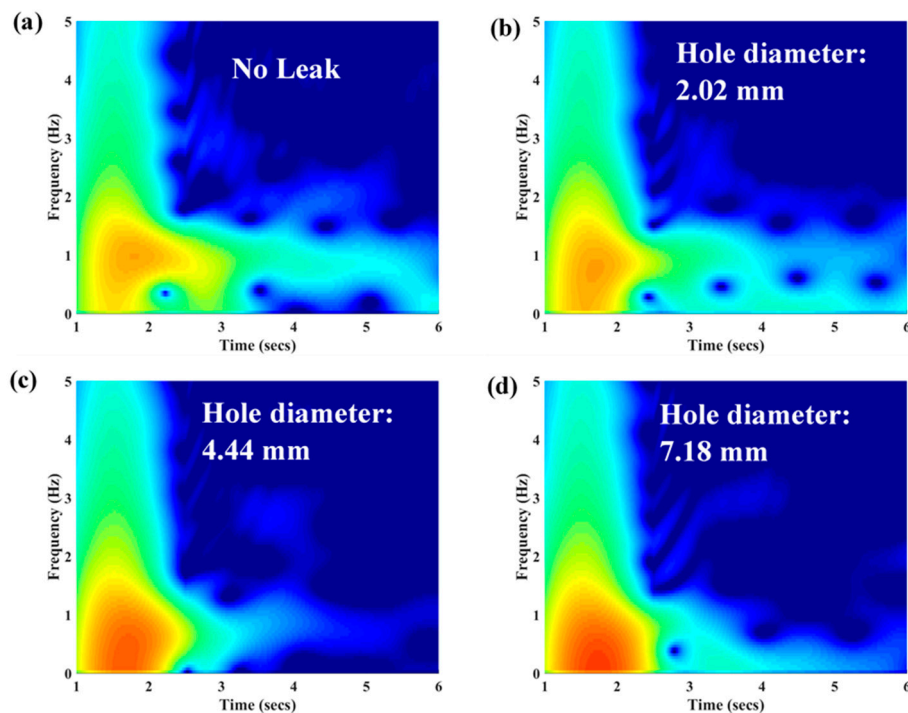 (a)
No Leak
5
4
3
2
1
0
Frequency (Hz)
1 2 3 4 5 6
Time (secs)
(b)
Hole diameter:
2.02 mm
5
4
3
2
1
0
Frequency (Hz)
1 2 3 4 5 6
Time (secs)
(c)
Hole diameter:
4.44 mm
5
4
3
2
1
0
Frequency (Hz)
1 2 3 4 5 6
Time (secs)
(d)
Hole diameter:
7.18 mm
5
4
3
2
1
0
Frequency (Hz)
1 2 3 4 5 6
Time (secs)